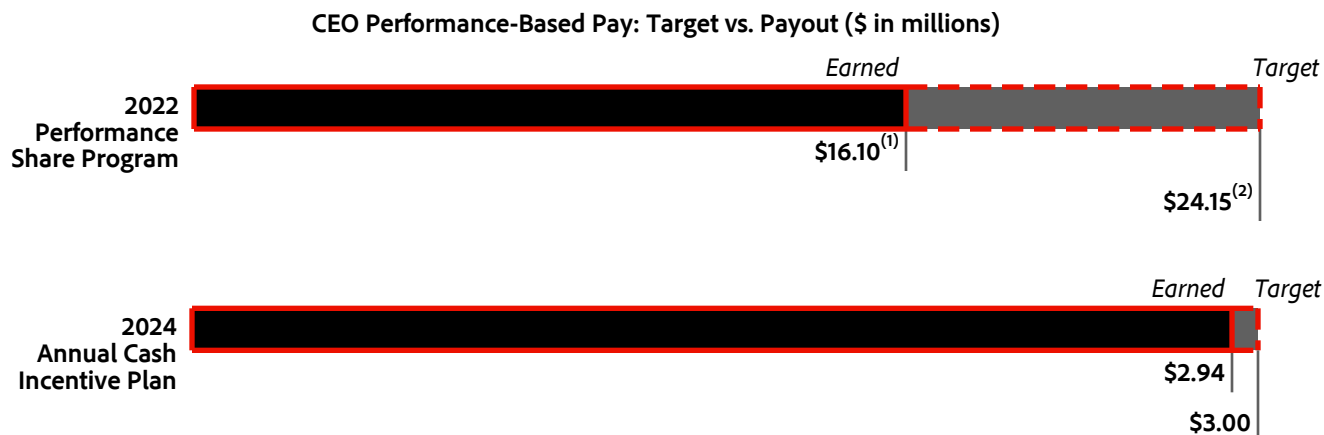 CEO Performance-Based Pay: Target vs. Payout ($ in millions)
Earned
Target
2022
Performance
Share Program
$16.10(1)
$24.15(2)
Earned
Target
2024
Annual Cash
Incentive Plan
$2.94
$3.00